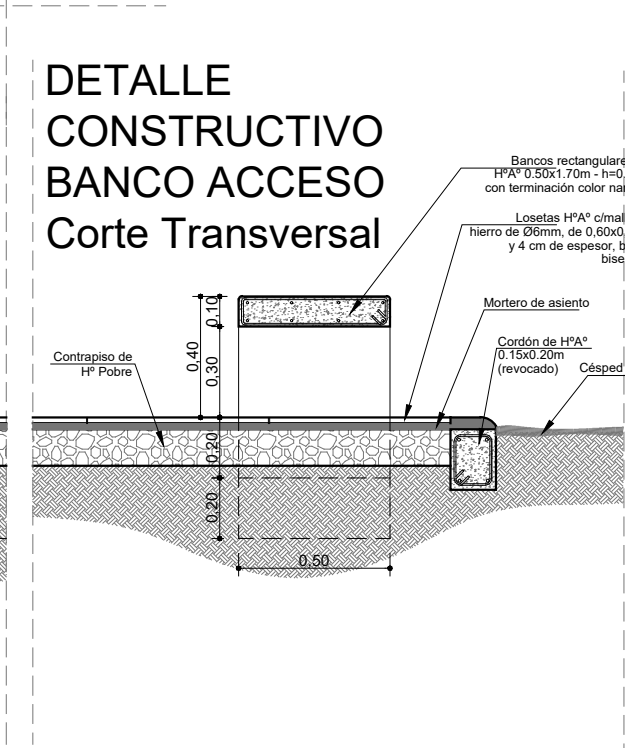 DETALLE
CONSTRUCTIVO
BANCO ACCESO
Corte Transversal
Bancos rectangulare
HºAº 0.50x1.70m - h=0.
con terminación color na
Losetas HºAº c/mal
hierro de Ø6mm, de 0,60x0
y 4 cm de espesor, b
bise
Mortero de asiento
Cordón de HºAº
0.15x0.20m
(revocado)
Césped
Contrapiso de
Hº Pobre
0,10
0,40
0,30
0,20
0,20
0,50